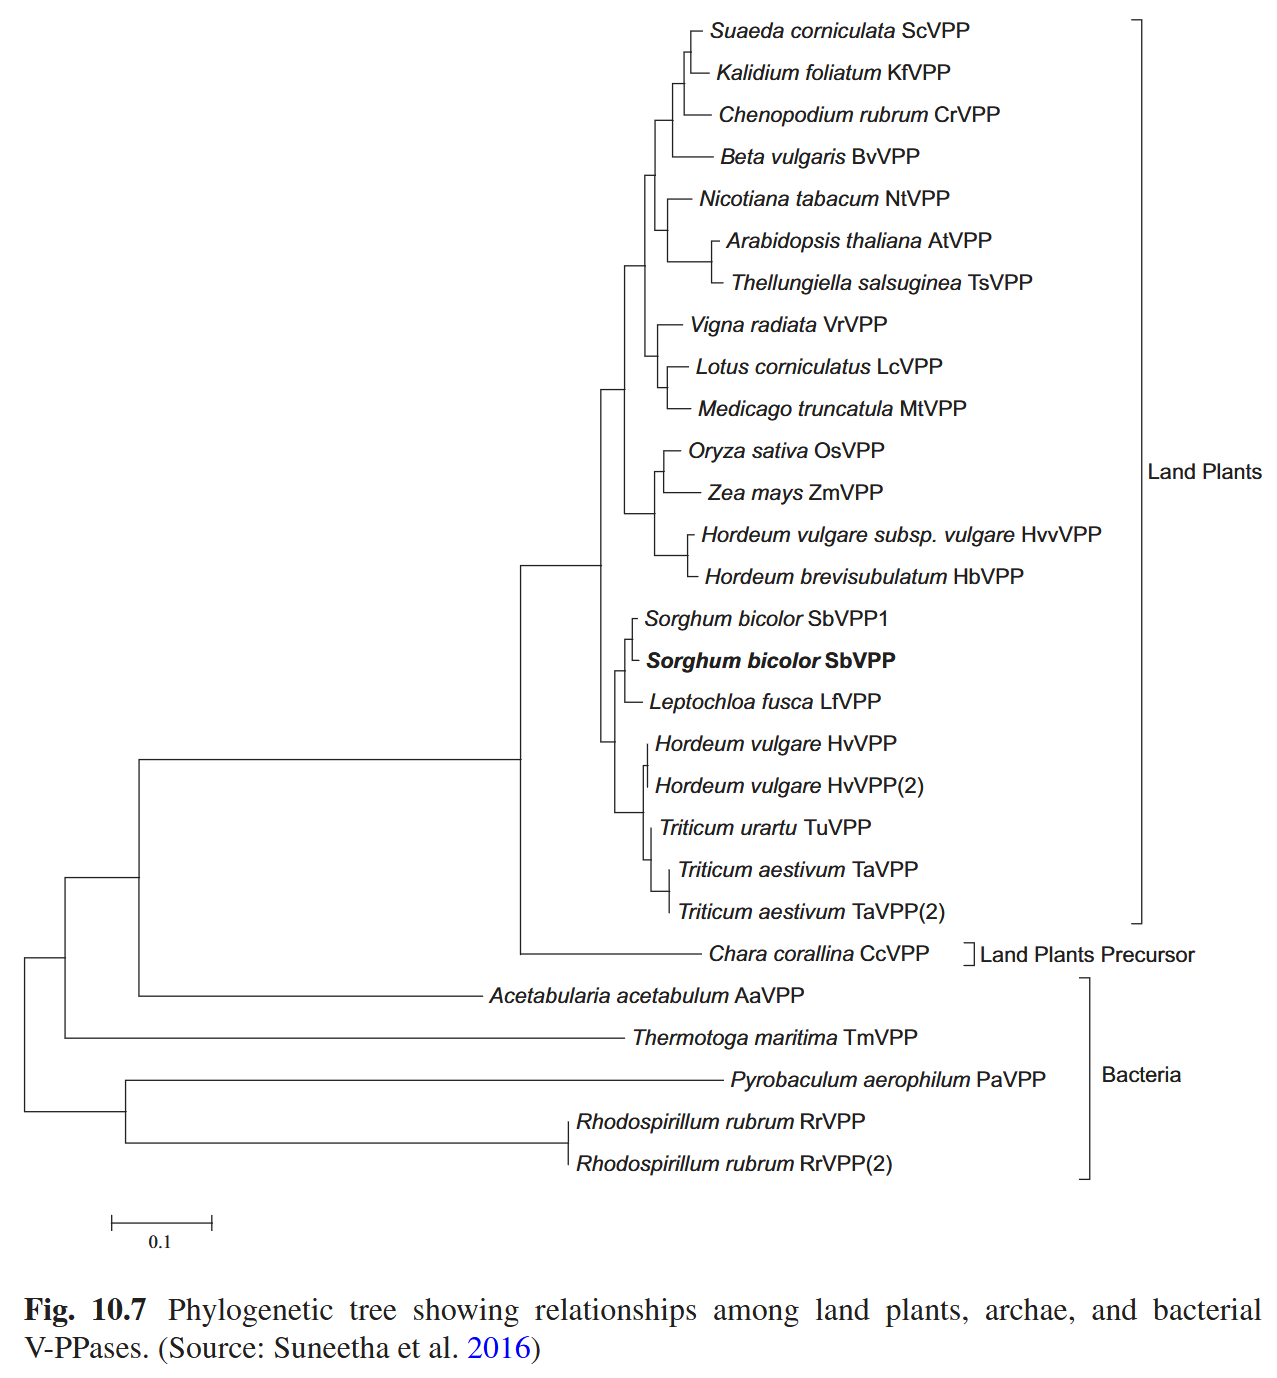 Suaeda corniculata ScVPP
Kalidium foliatum KfVPP
Chenopodium rubrum CrVPP
Beta vulgaris BvVPP
Nicotiana tabacum NtVPP
Arabidopsis thaliana AtVPP
Thellungiella salsuginea TsVPP
Vigna radiata VrVPP
Lotus corniculatus LcVPP
Medicago truncatula MtVPP
Oryza sativa OsVPP
Land Plants
Zea mays ZmVPP
Hordeum vulgare subsp. vulgare HvvVPP
Hordeum brevisubulatum HbVPP
Sorghum bicolor SbVPP1
Sorghum bicolor SbVPP
Leptochloa fusca LfVPP
Hordeum vulgare HvVPP
Hordeum vulgare HvVPP(2)
Triticum urartu TuVPP
Triticum aestivum TaVPP
Triticum aestivum TaVPP(2)
Chara corallina CcVPP
Land Plants Precursor
Acetabularia acetabulum AaVPP
Thermotoga maritima TmVPP
Bacteria
Pyrobaculum aerophilum PaVPP
Rhodospirillum rubrum RrVPP
Rhodospirillum rubrum RrVPP(2)
0.1
Fig. 10.7 Phylogenetic tree showing relationships among land plants, archae, and bacterial
V-PPases. (Source: Suneetha et al. 2016)